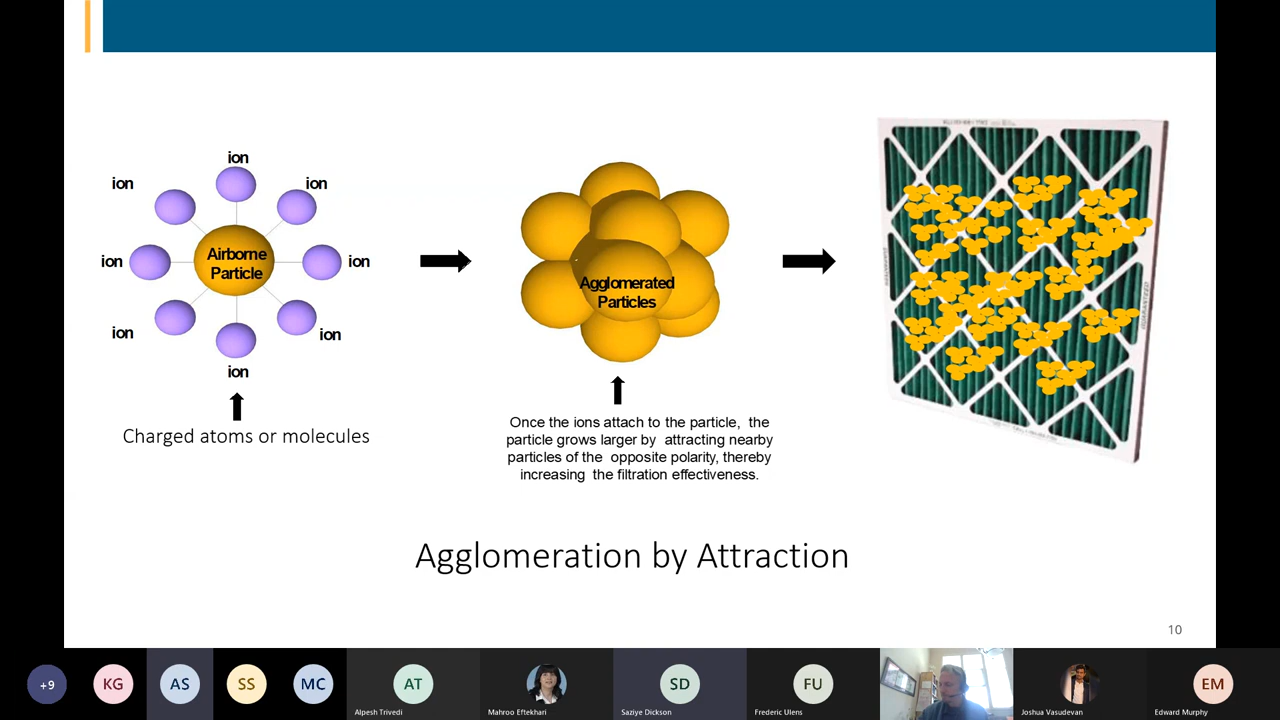 ion
ion
ion
Airborne
Particle
ion
ion
ion
ion
ion
Charged atoms or molecules
Agglomerated
Particles
Once the ions attach to the particle, the
particle grows larger by attracting nearby
particles of the opposite polarity, thereby
increasing the filtration effectiveness.
Agglomeration by Attraction
10
+9
KG
AS
SS
MC
AT
Alpesh Trivedi
Mahroo Eftekhari
SD
Saziye Dickson
FU
Frederic Ulens
Joshua Vasudevan
EM
Edward Murphy